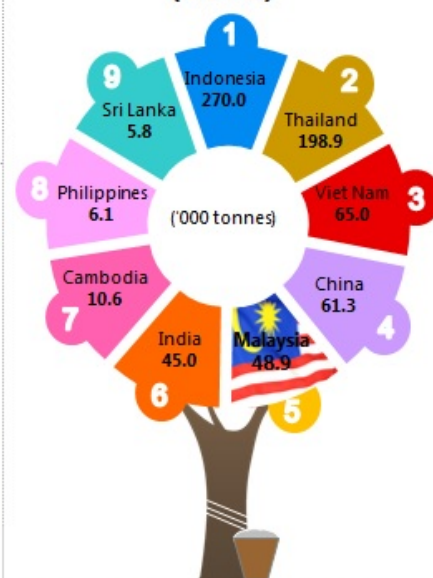 1
Indonesia
270.0
2
Thailand
198.9
3
Viet Nam
65.0
4
China
61.3
5
Malaysia
48.9
6
India
45.0
7
Cambodia
10.6
8
Philippines
6.1
9
Sri Lanka
5.8
('000 tonnes)